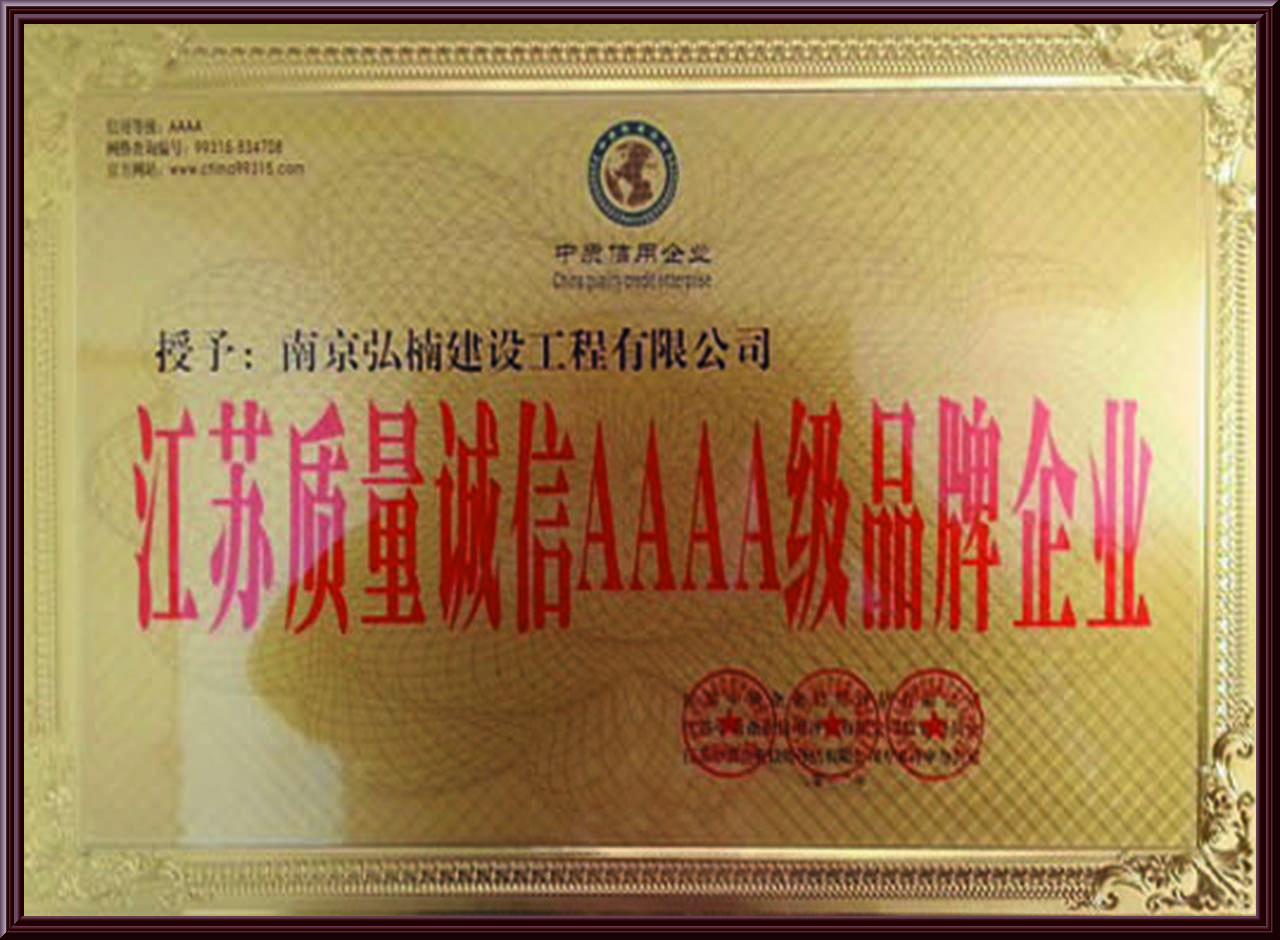 信用等级：AAAA
网络查询编号：99315-834708
官方网站：www.china99315.com
中质信用企业
China quality credit enterprise
授予：南京弘楠建设工程有限公司
江苏质量诚信AAAA级品牌企业